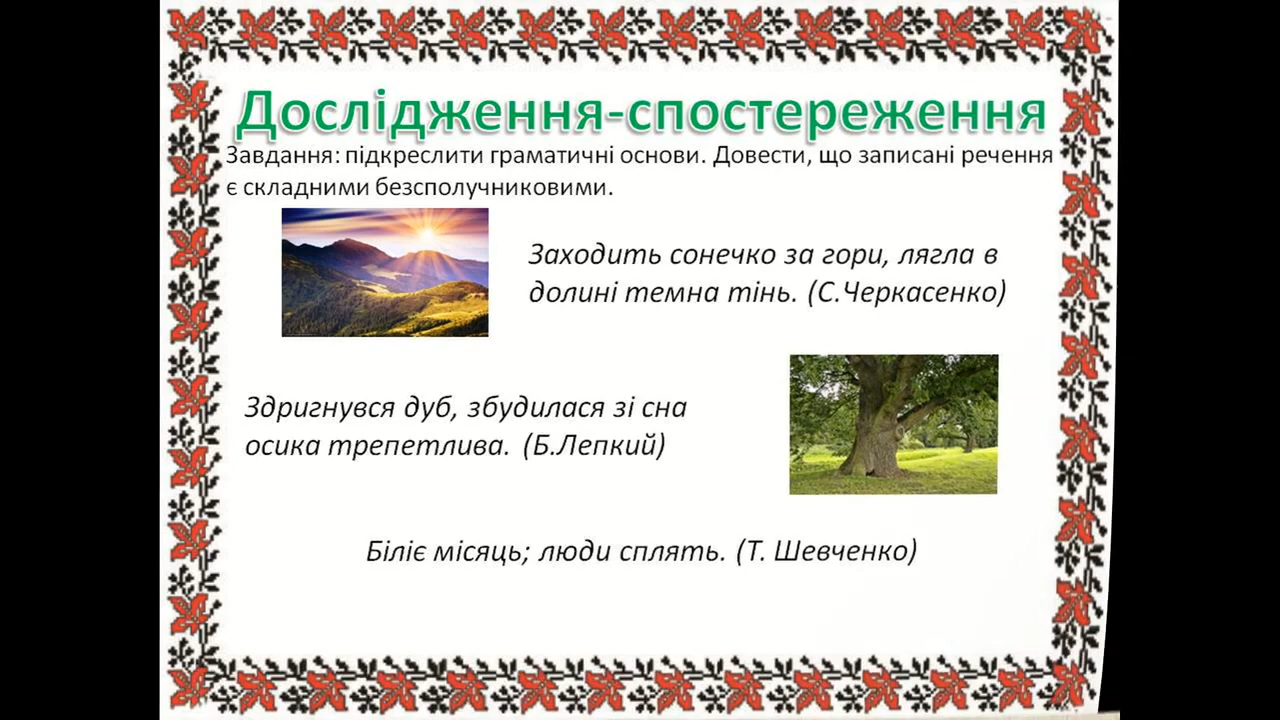 Дослідження-спостереження
Завдання: підкреслити граматичні основи. Довести, що записані речення
є складними безсполучниковими.
Заходить сонечко за гори, лягла в
долині темна тінь. (С.Черкасенко)
Здригнувся дуб, збудилася зі сна
осика трепетлива. (Б.Лепкий)
Біліє місяць; люди сплять. (Т. Шевченко)